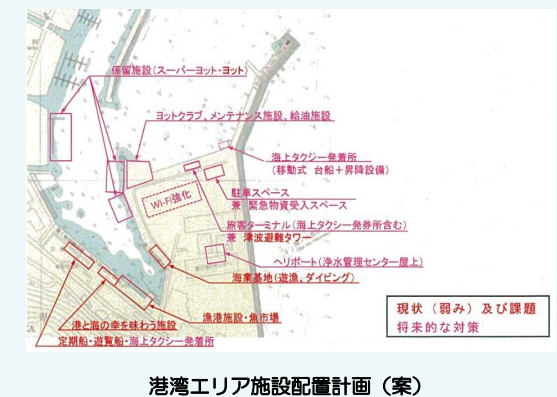 係留施設(スーパーヨット・ヨット)
ヨットクラブ、メンテナンス施設、給油施設
海上タクシー発着所
(移動式 台船+昇降設備)
Wi-Fi強化
駐車スペース
兼 緊急物資受入スペース
旅客ターミナル(海上タクシー発券所含む)
兼 津波避難タワー
ヘリポート(浄水管理センター屋上)
海業基地(遊漁、ダイビング)
漁港施設・魚市場
港と海の幸を味わう施設
定期船・遊覧船・海上タクシー発着所
現状(弱み)及び課題
将来的な対策
港湾エリア施設配置計画(案)